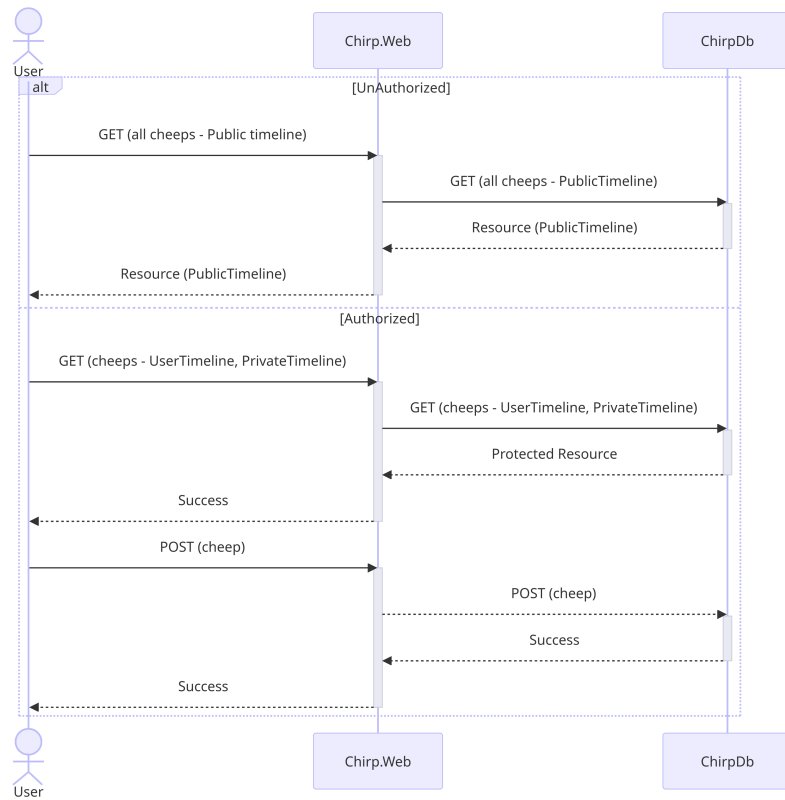 Chirp.Web
ChirpDb
User
alt
[UnAuthorized]
GET (all cheeps - Public timeline)
GET (all cheeps - PublicTimeline)
Resource (PublicTimeline)
Resource (PublicTimeline)
[Authorized]
GET (cheeps - UserTimeline, PrivateTimeline)
GET (cheeps - UserTimeline, PrivateTimeline)
Protected Resource
Success
POST (cheep)
POST (cheep)
Success
Success
Chirp.Web
ChirpDb
User